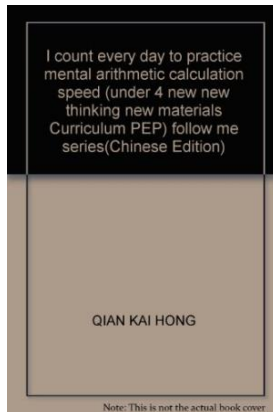 I count every day to practice
mental arithmetic calculation
speed (under 4 new new
thinking new materials
Curriculum PEP) follow me
series(Chinese Edition)
QIAN KAI HONG
Note: This is not the actual book cover